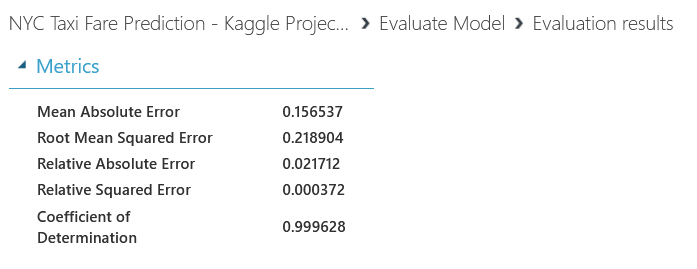 NYC Taxi Fare Prediction - Kaggle Projec... › Evaluate Model › Evaluation results
Metrics
Mean Absolute Error 0.156537
Root Mean Squared Error 0.218904
Relative Absolute Error 0.021712
Relative Squared Error 0.000372
Coefficient of
Determination 0.999628